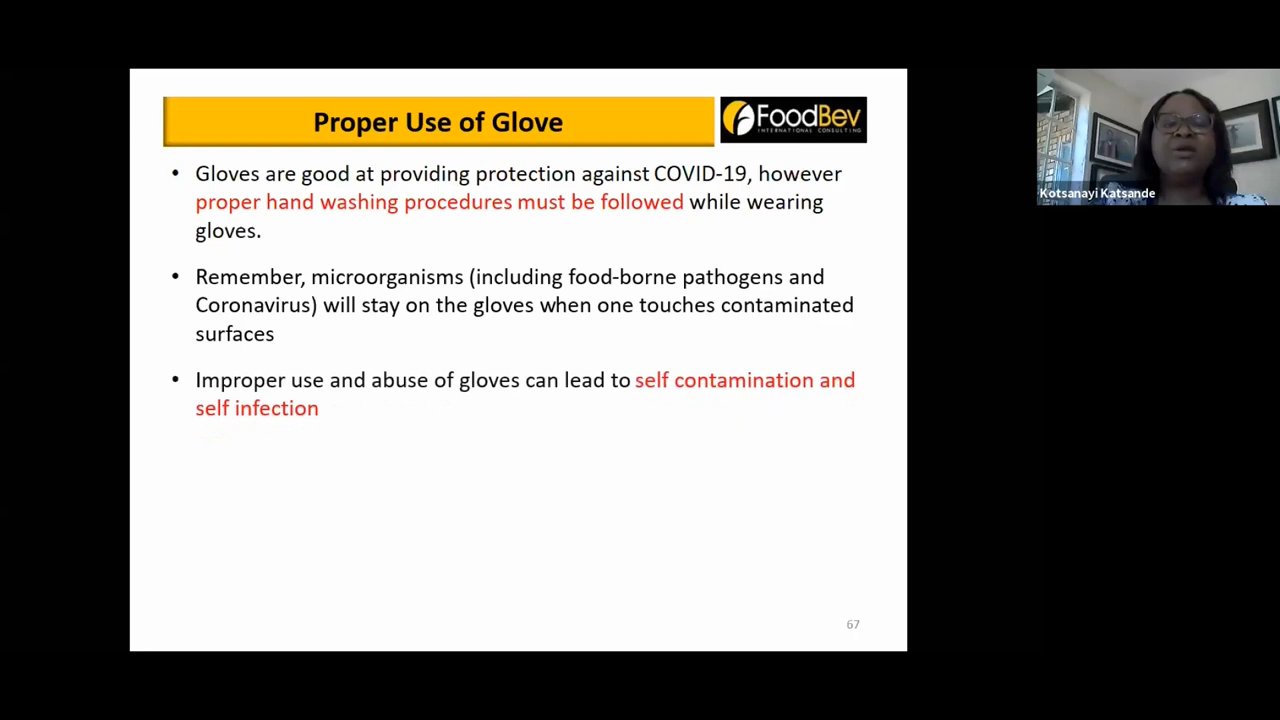 Proper Use of Glove
FoodBev
INTERNATIONAL CONSULTING
• Gloves are good at providing protection against COVID-19, however
proper hand washing procedures must be followed while wearing
gloves.
• Remember, microorganisms (including food-borne pathogens and
Coronavirus) will stay on the gloves when one touches contaminated
surfaces
• Improper use and abuse of gloves can lead to self contamination and
self infection
67
Kotsanayi Katsande